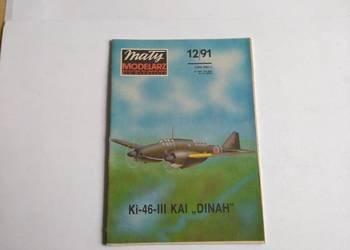 mały
MODELARZ
12/91
Ki-46-III KAI „DINAH"